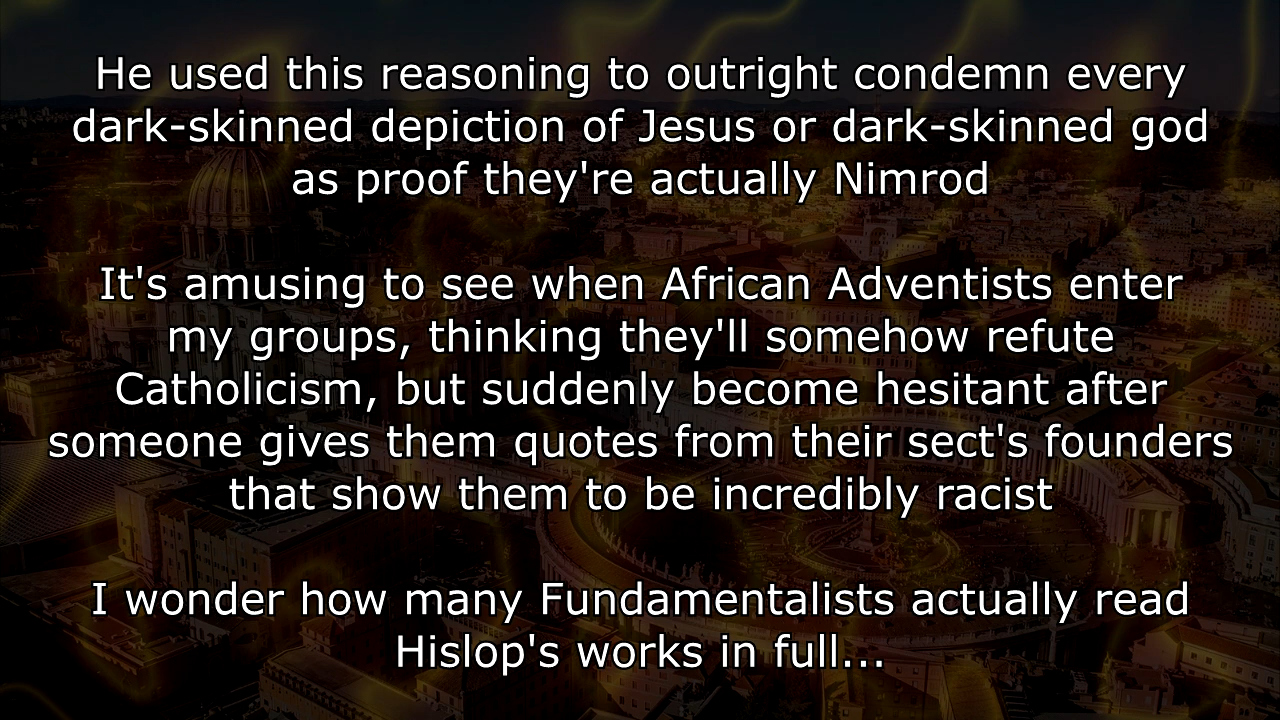 He used this reasoning to outright condemn every
dark-skinned depiction of Jesus or dark-skinned god
as proof they're actually Nimrod
It's amusing to see when African Adventists enter
my groups, thinking they'll somehow refute
Catholicism, but suddenly become hesitant after
someone gives them quotes from their sect's founders
that show them to be incredibly racist
I wonder how many Fundamentalists actually read
Hislop's works in full...